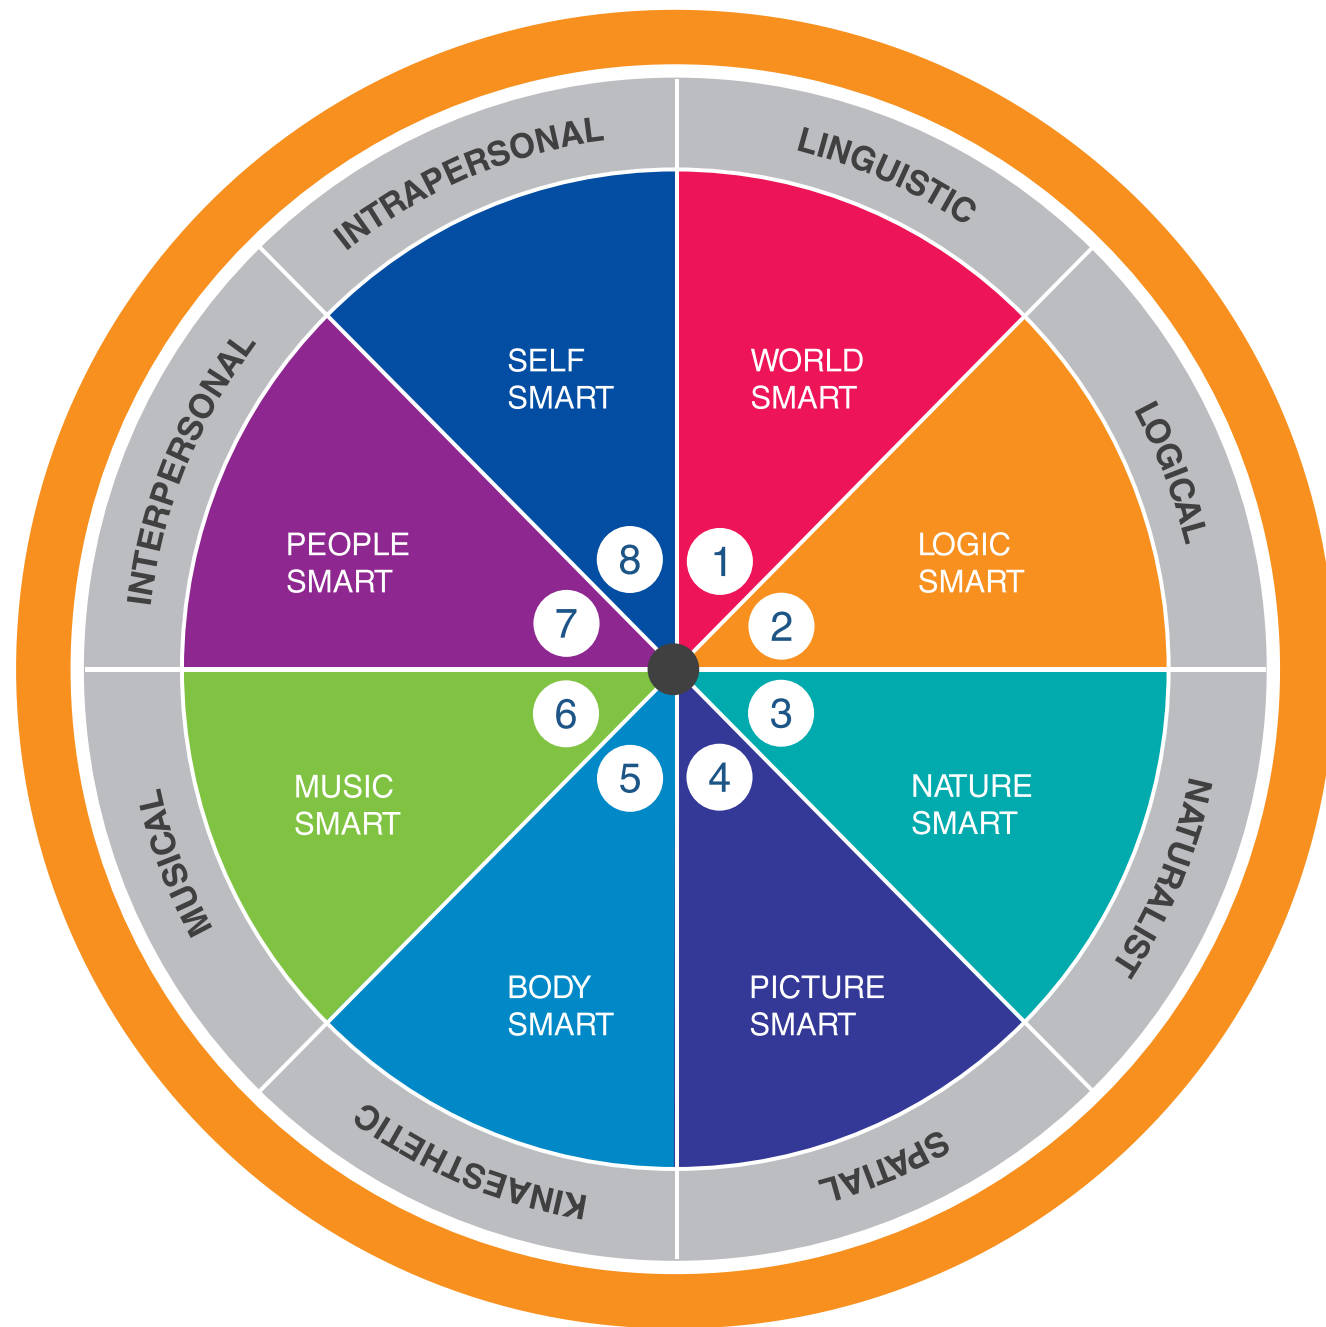 INTRAPERSONAL
LINGUISTIC
LOGICAL
NATURALIST
SPATIAL
KINAESTHETIC
MUSICAL
INTERPERSONAL
SELF
SMART
8
WORLD
SMART
1
LOGIC
SMART
2
NATURE
SMART
3
PICTURE
SMART
4
BODY
SMART
5
MUSIC
SMART
6
PEOPLE
SMART
7